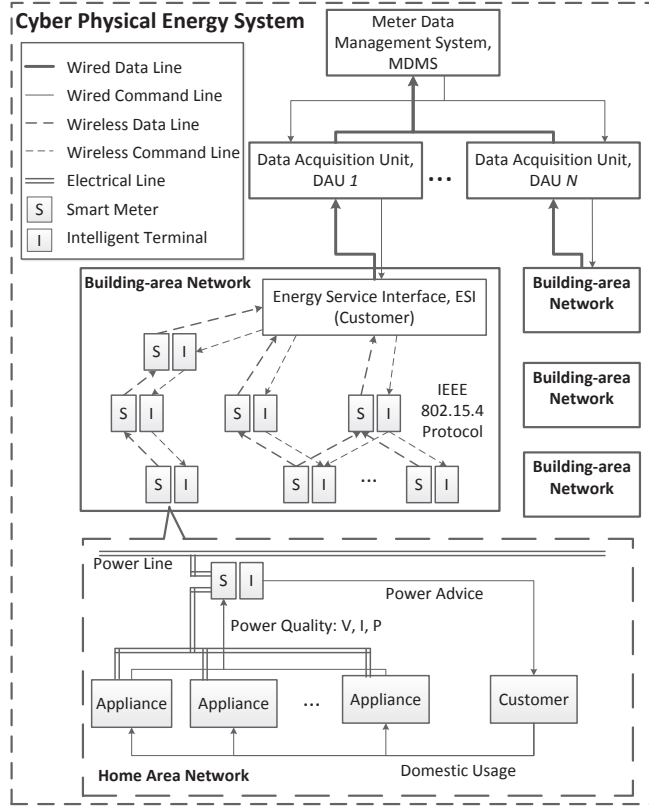 Cyber Physical Energy System
Meter Data
Management System,
MDMS
Wired Data Line
Wired Command Line
Wireless Data Line
Wireless Command Line
Electrical Line
S Smart Meter
I Intelligent Terminal
Data Acquisition Unit,
DAU 1
...
Data Acquisition Unit,
DAU N
Building-area Network
Energy Service Interface, ESI
(Customer)
Building-area
Network
S I
IEEE
802.15.4
Protocol
S I
S I
S I
Building-area
Network
S I
S I
...
S I
Building-area
Network
Power Line
S I
Power Advice
Power Quality: V, I, P
Appliance
Appliance
...
Appliance
Customer
Domestic Usage
Home Area Network